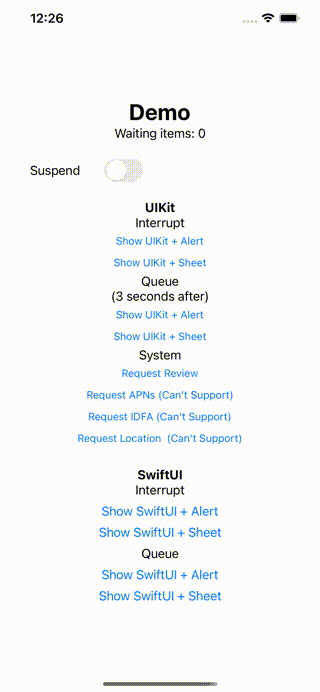 12:26
Demo
Waiting items: 0
Suspend
UIKit
Interrupt
Show UIKit + Alert
Show UIKit + Sheet
Queue
(3 seconds after)
Show UIKit + Alert
Show UIKit + Sheet
System
Request Review
Request APNs (Can't Support)
Request IDFA (Can't Support)
Request Location  (Can't Support)
SwiftUI
Interrupt
Show SwiftUI + Alert
Show SwiftUI + Sheet
Queue
Show SwiftUI + Alert
Show SwiftUI + Sheet